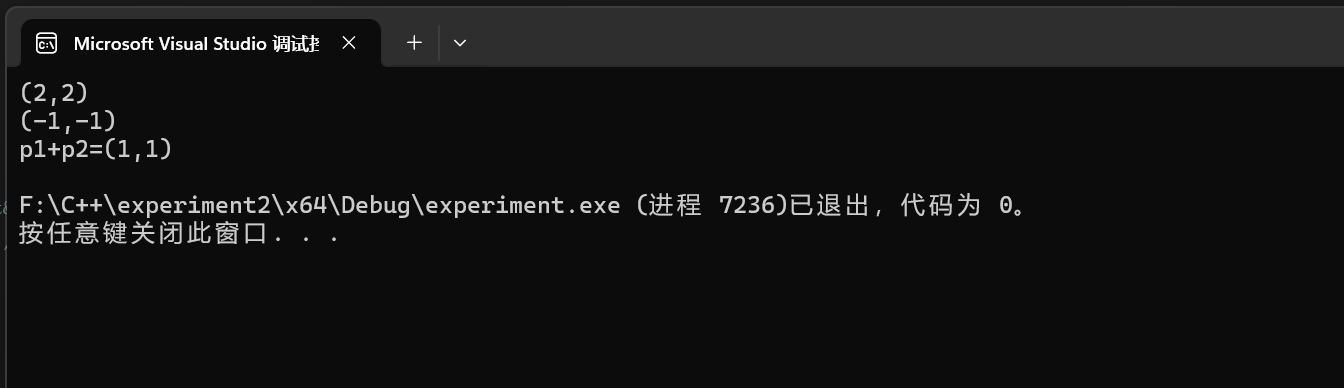 Microsoft Visual Studio 调试
(2,2)
(-1,-1)
p1+p2=(1,1)
F:\C++\experiment2\x64\Debug\experiment.exe (进程 7236)已退出，代码为 0。
按任意键关闭此窗口. . .